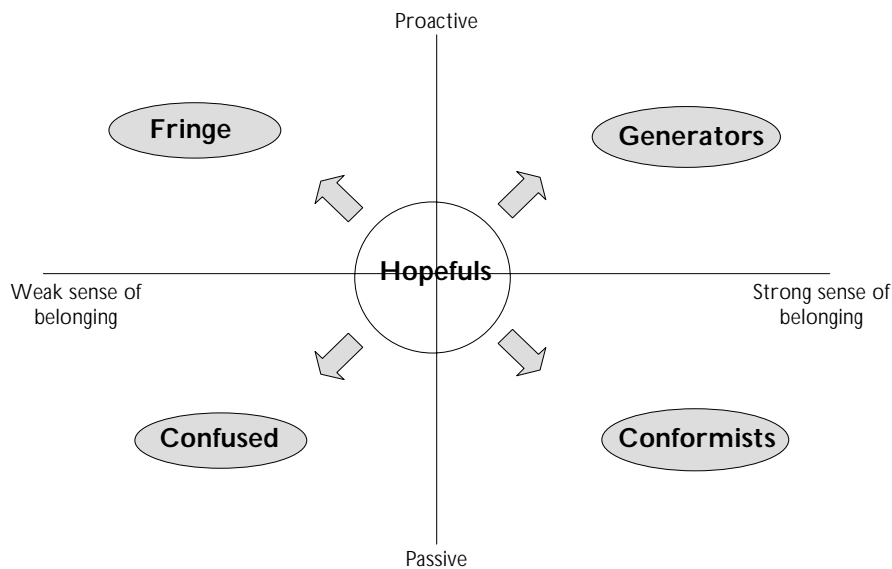 Proactive
Fringe
Generators
Hopefuls
Weak sense of
belonging
Strong sense of
belonging
Confused
Conformists
Passive